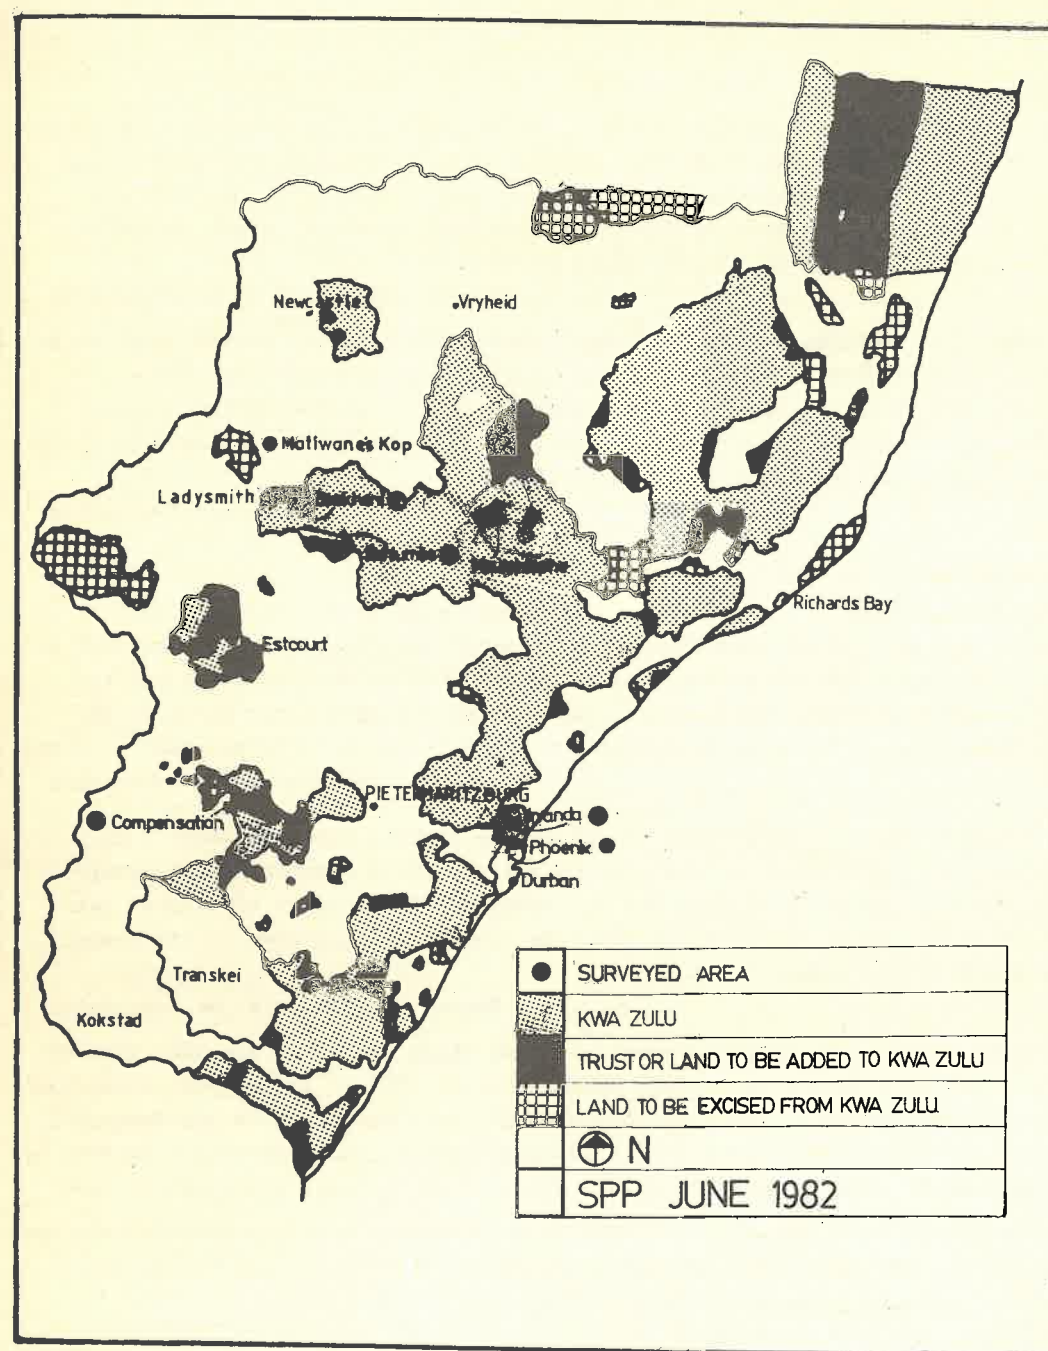 Newcastle
Vryheid
Matiwane's Kop
Ladysmith
Richards Bay
Estcourt
PIETERMARITZBURG
Compensation
Inanda
Phoenix
Durban
Transkei
Kokstad
SURVEYED AREA
KWA ZULU
TRUST OR LAND TO BE ADDED TO KWA ZULU
LAND TO BE EXCISED FROM KWA ZULU
N
SPP JUNE 1982